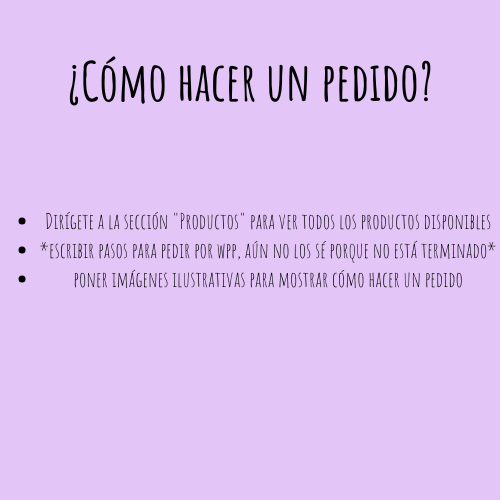 ¿Cómo hacer un pedido?
• Dirígete a la sección "Productos" para ver todos los productos disponibles
• *escribir pasos para pedir por wpp, aún no los sé porque no está terminado*
• poner imágenes ilustrativas para mostrar cómo hacer un pedido